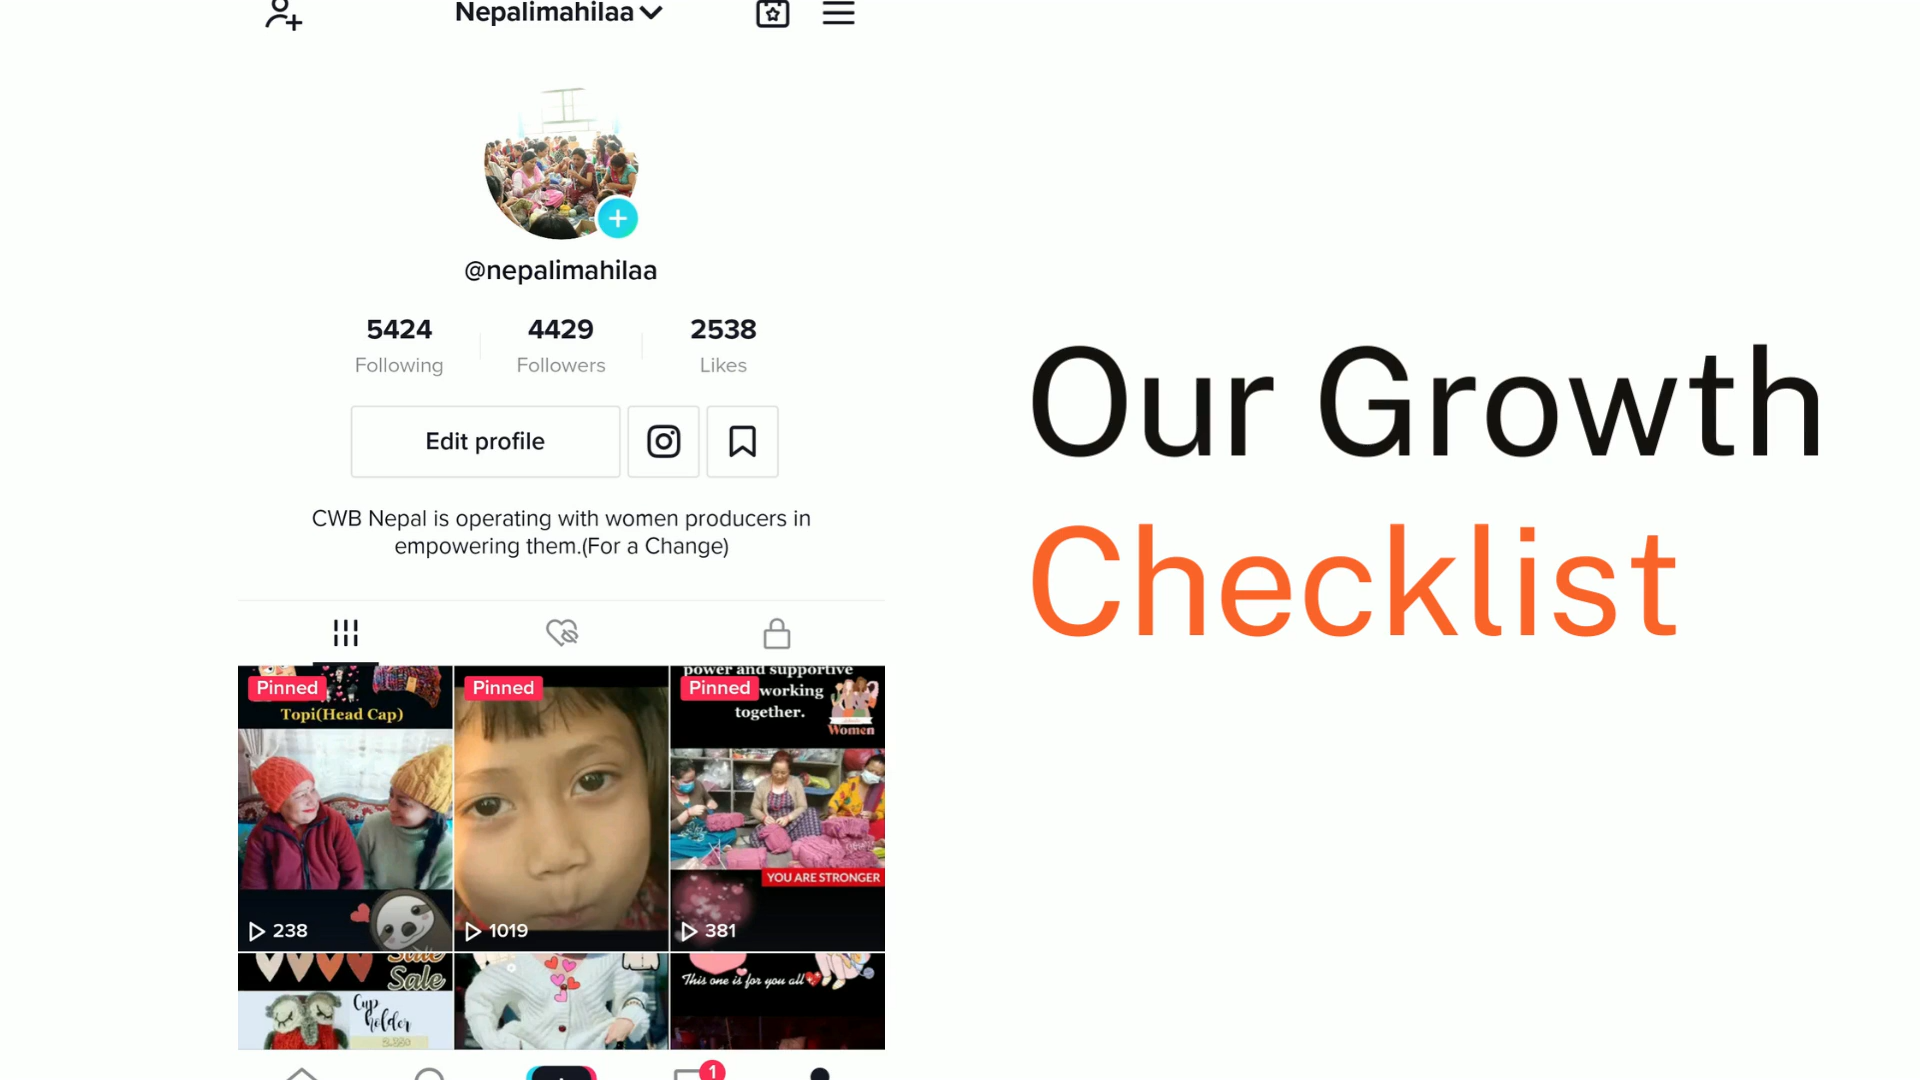 Nepalimahilaa
@nepalimahilaa
5424
Following
4429
Followers
2538
Likes
Edit profile
CWB Nepal is operating with women producers in
empowering them.(For a Change)
Pinned
Topi(Head Cap)
238
Pinned
1019
power and supportive
Pinned
working
together.
Women
YOU ARE STRONGER
381
Sale
Sale
Cup
holder
This one is for you all
1
Our Growth
Checklist